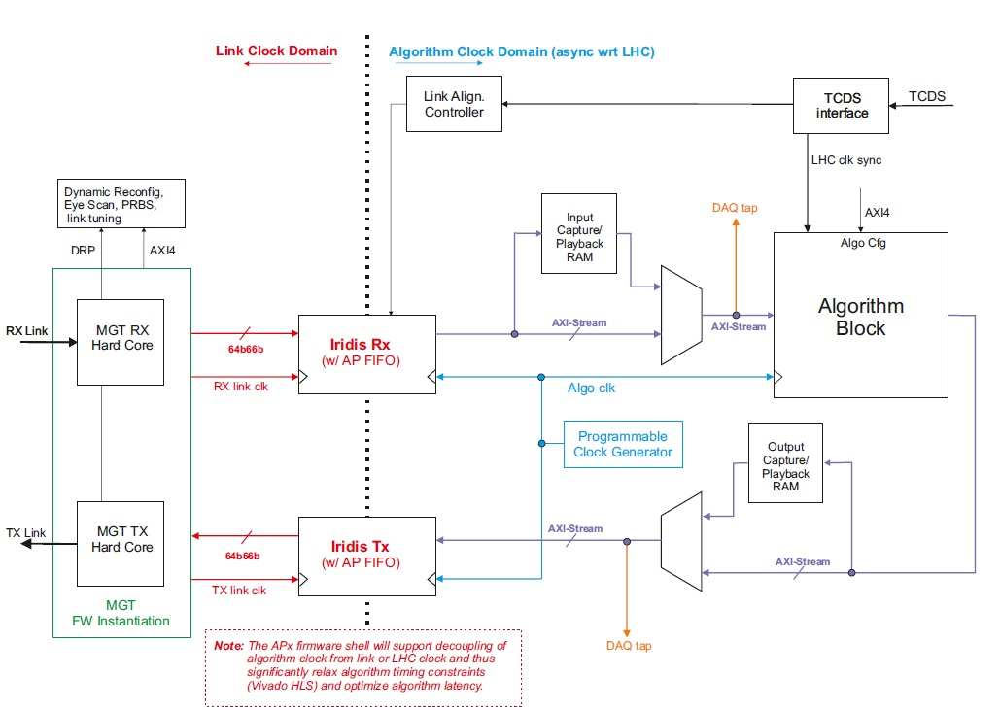 Link Clock Domain
Algorithm Clock Domain (async wrt LHC)
Link Align.
Controller
TCDS
interface
TCDS
LHC clk sync
AXI4
Dynamic Reconfig,
Eye Scan, PRBS,
link tuning
DRP
AXI4
Input
Capture/
Playback
RAM
DAQ tap
Algo Cfg
Algorithm
Block
RX Link
MGT RX
Hard Core
64b66b
RX link clk
Iridis Rx
(w/ AP FIFO)
AXI-Stream
AXI-Stream
Algo clk
Programmable
Clock Generator
Output
Capture/
Playback
RAM
TX Link
MGT TX
Hard Core
64b66b
TX link clk
Iridis Tx
(w/ AP FIFO)
AXI-Stream
AXI-Stream
MGT
FW Instantiation
DAQ tap
Note: The APx firmware shell will support decoupling of
algorithm clock from link or LHC clock and thus
significantly relax algorithm timing constraints
(Vivado HLS) and optimize algorithm latency.